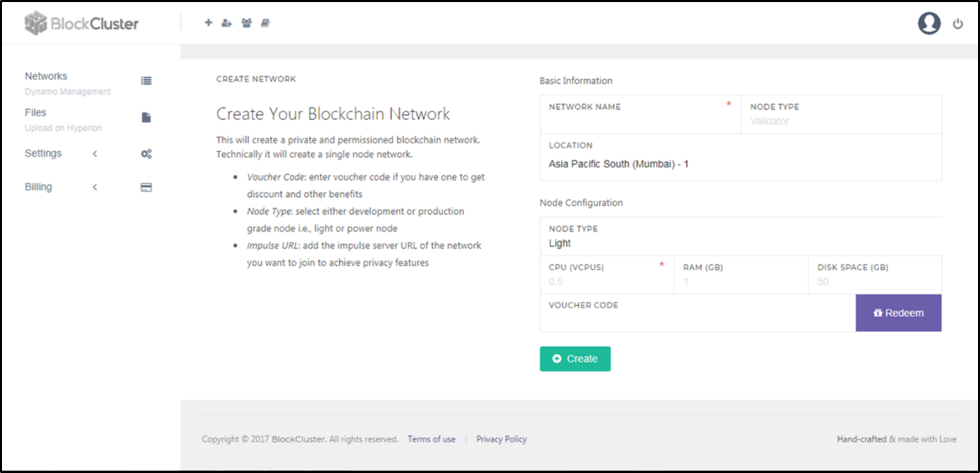 BlockCluster
Networks
Dynamo Management
Files
Upload on Hyperion
Settings
Billing
CREATE NETWORK
Create Your Blockchain Network
This will create a private and permissioned blockchain network.
Technically it will create a single node network.
Voucher Code: enter voucher code if you have one to get
discount and other benefits
Node Type: select either development or production
grade node i.e., light or power node
Impulse URL: add the impulse server URL of the network
you want to join to achieve privacy features
Basic Information
NETWORK NAME * NODE TYPE
Validator
LOCATION
Asia Pacific South (Mumbai) - 1
Node Configuration
NODE TYPE
Light
CPU (VCPUS) * RAM (GB) DISK SPACE (GB)
0.5 1 50
VOUCHER CODE
Redeem
Create
Copyright © 2017 BlockCluster. All rights reserved. Terms of use | Privacy Policy
Hand-crafted & made with Love